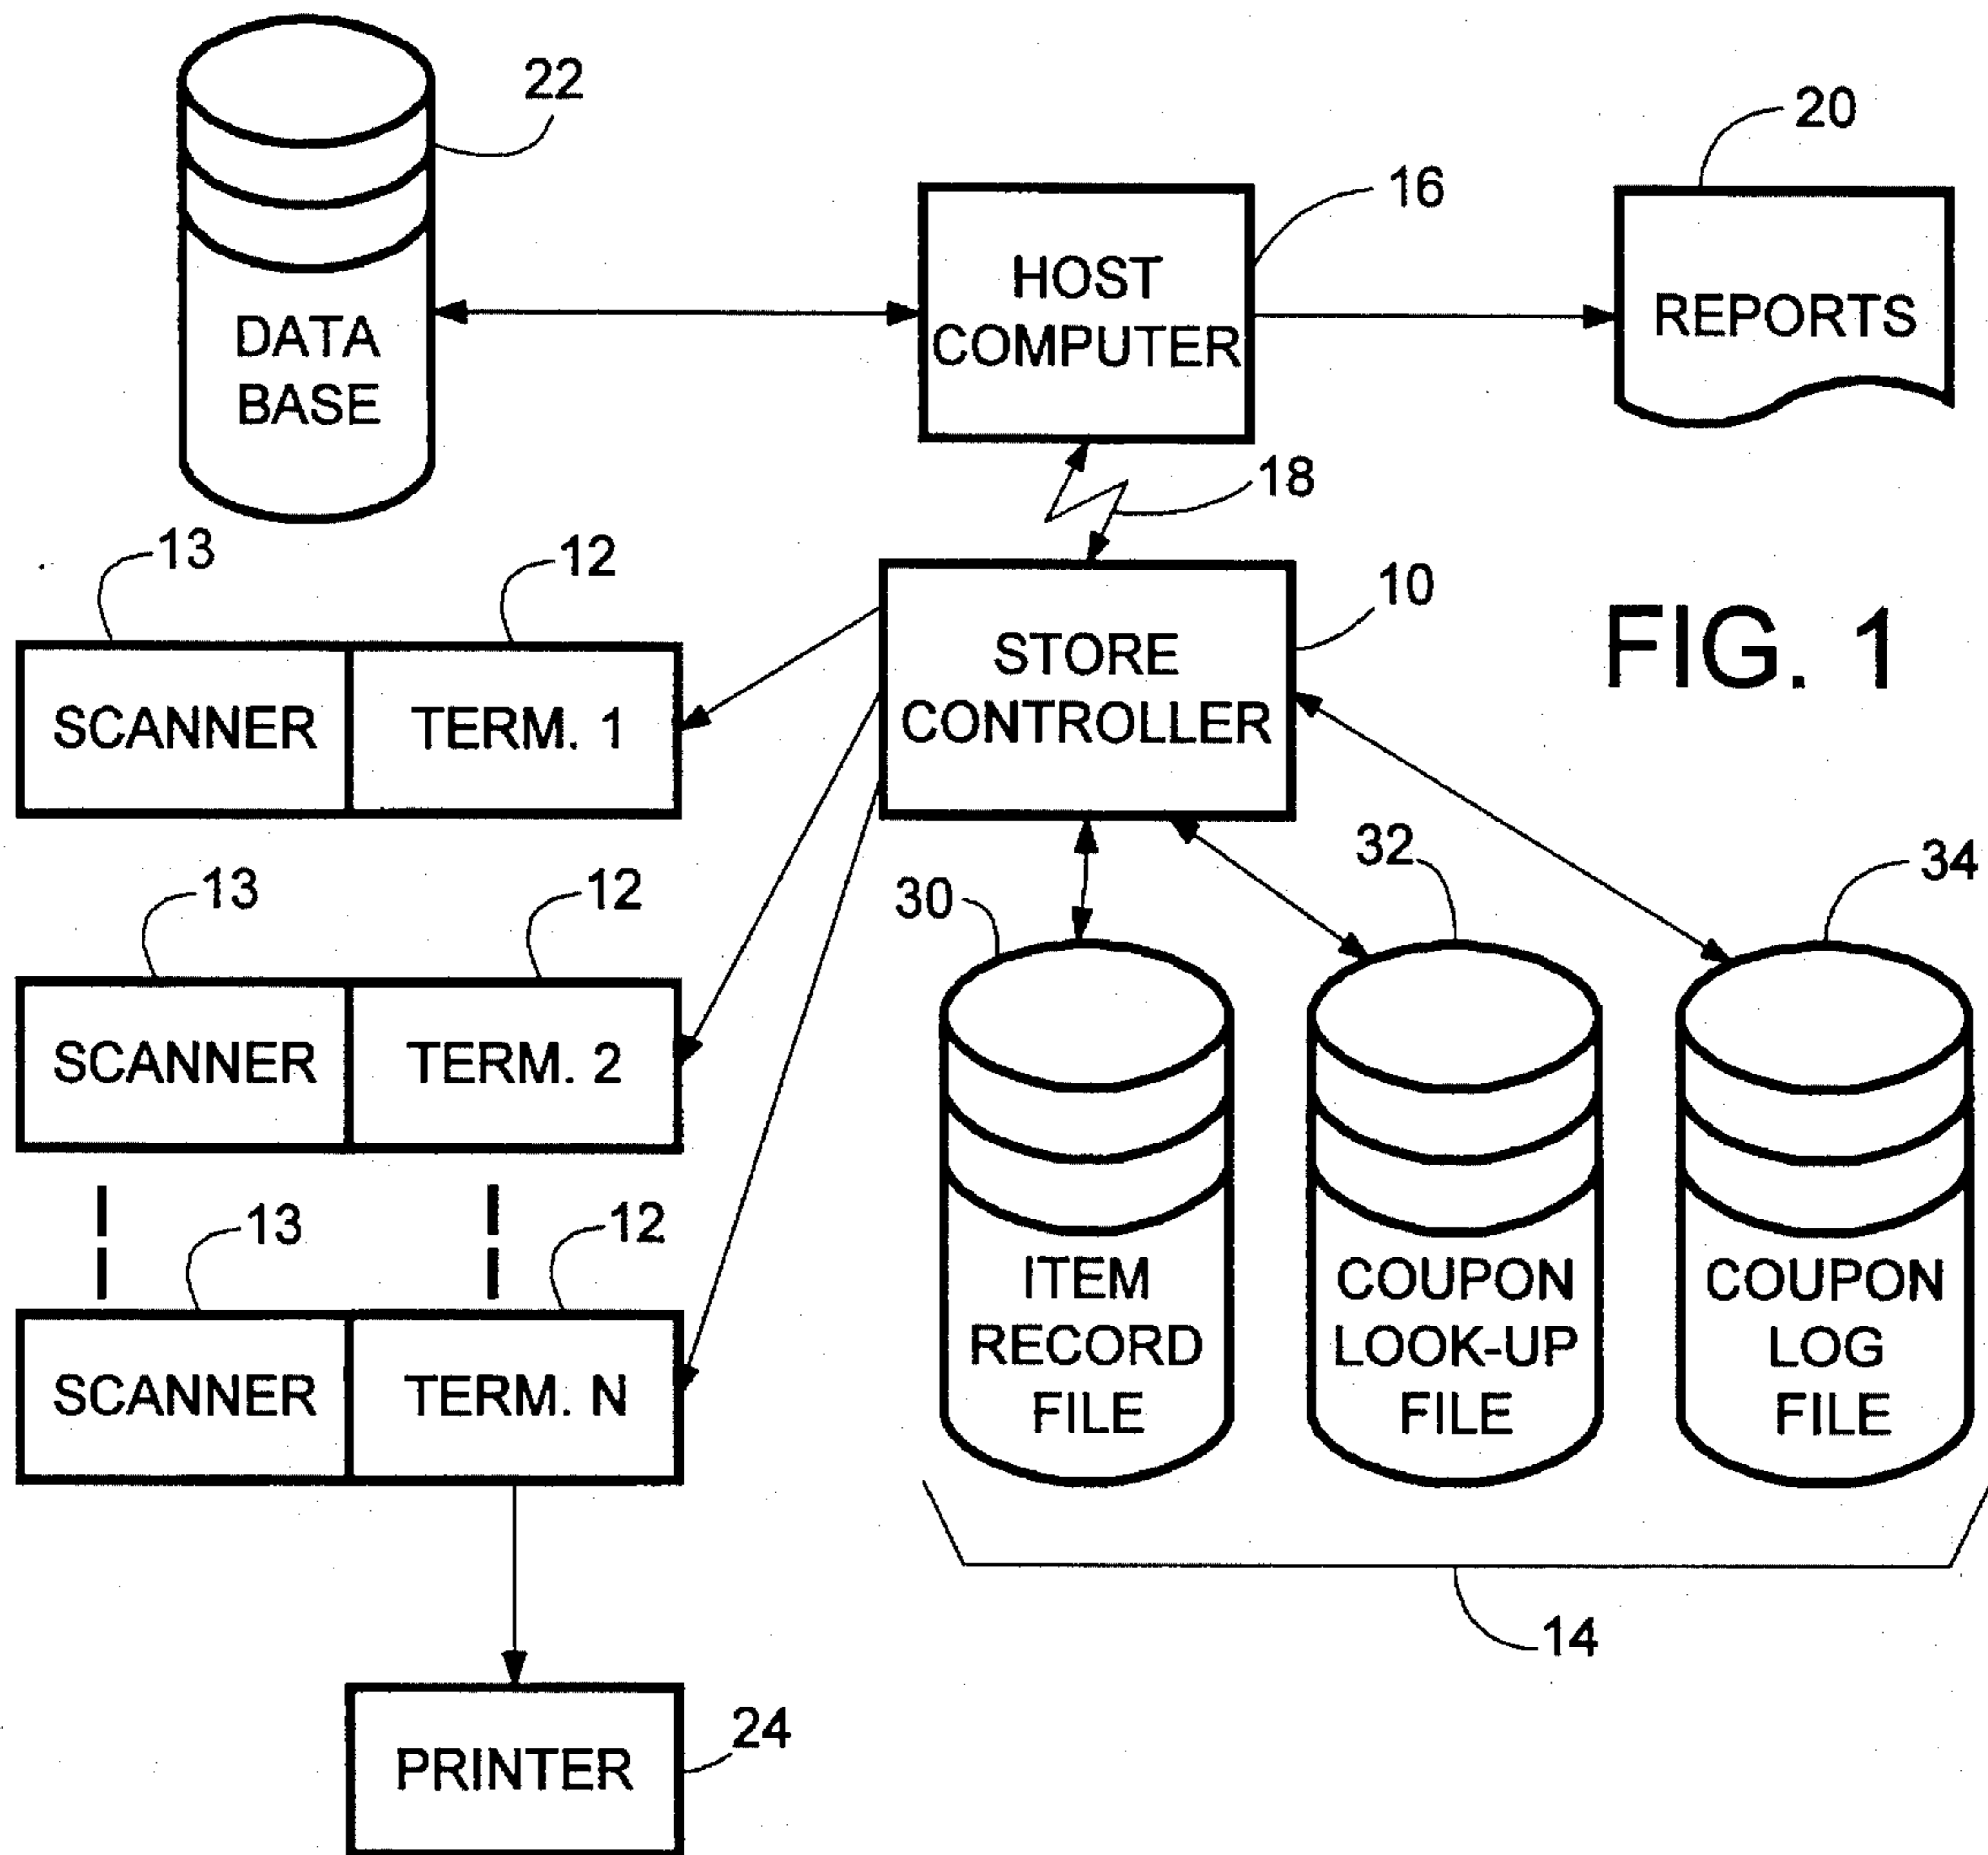 22
20
16
HOST
COMPUTER
REPORTS
DATA
BASE
18
13
12
10
FIG. 1
STORE
CONTROLLER
SCANNER
TERM. 1
32
34
13
12
30
SCANNER
TERM. 2
13
12
ITEM
RECORD
FILE
COUPON
LOOK-UP
FILE
COUPON
LOG
FILE
SCANNER
TERM. N
14
24
PRINTER